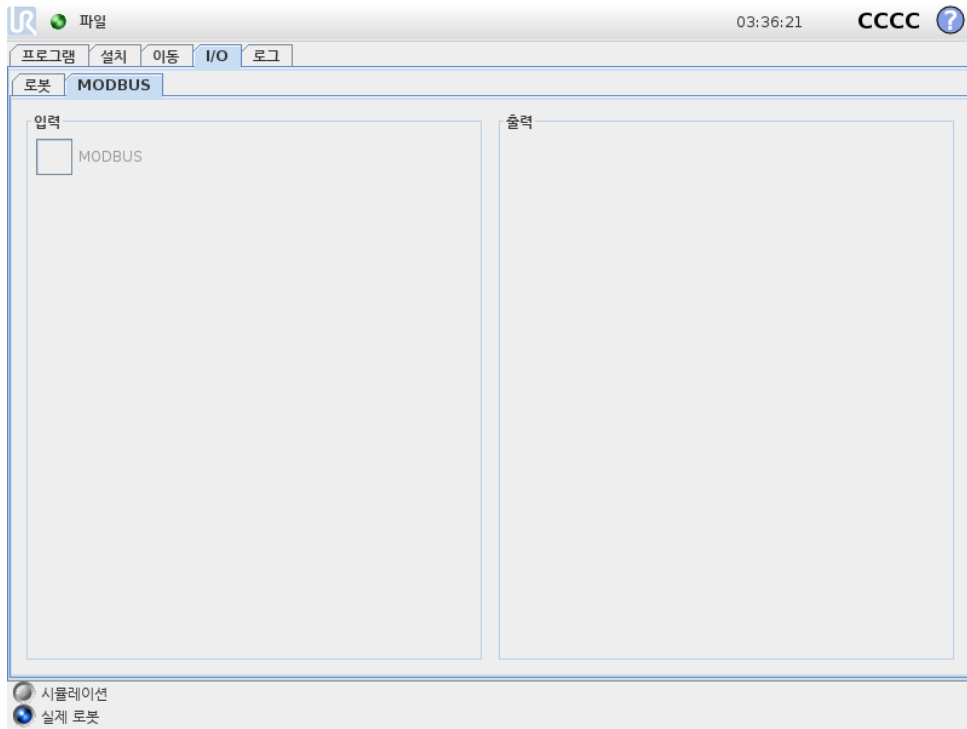 UR 파일 03:36:21 CCCC ?
프로그램 설치 이동 I/O 로그
로봇 MODBUS
입력 출력
MODBUS
시뮬레이션
실제 로봇